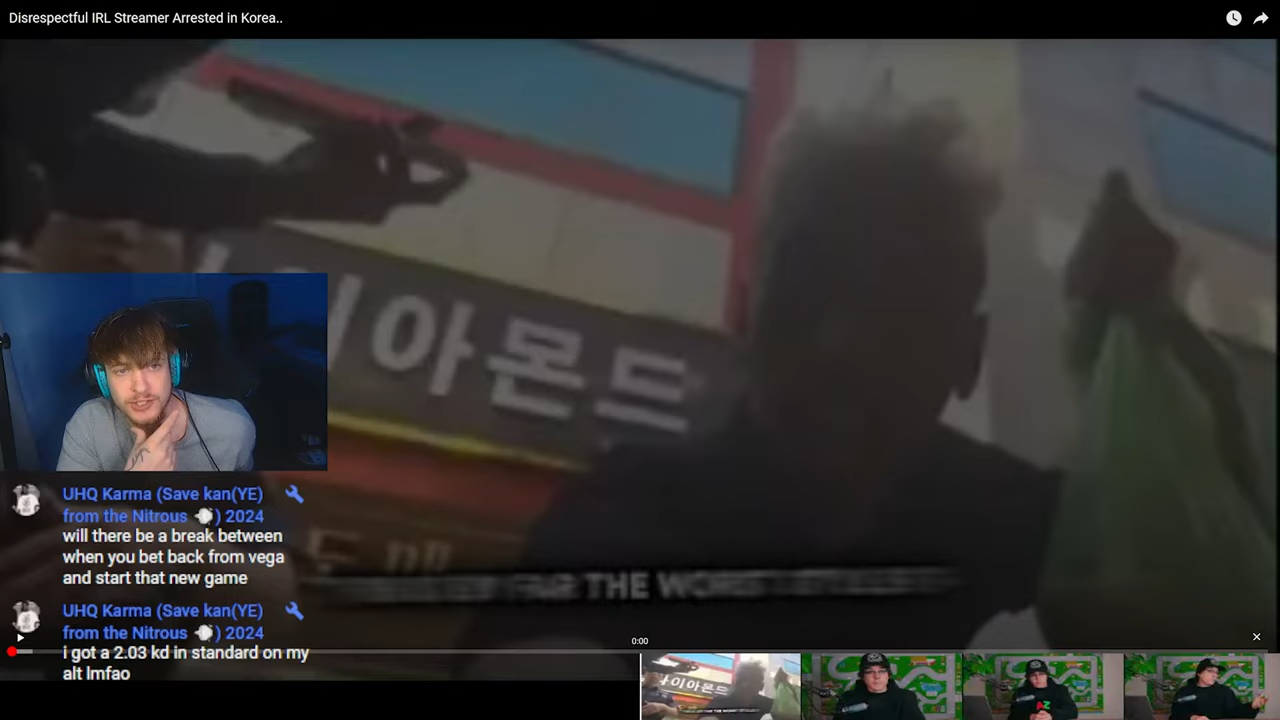 Disrespectful IRL Streamer Arrested in Korea..
이아몬드
THE WORST
UHQ Karma (Save kan(YE)
from the Nitrous 💨) 2024
will there be a break between
when you bet back from vega
and start that new game
UHQ Karma (Save kan(YE)
from the Nitrous 💨) 2024
i got a 2.03 kd in standard on my
alt lmfao
0:00
이아몬드